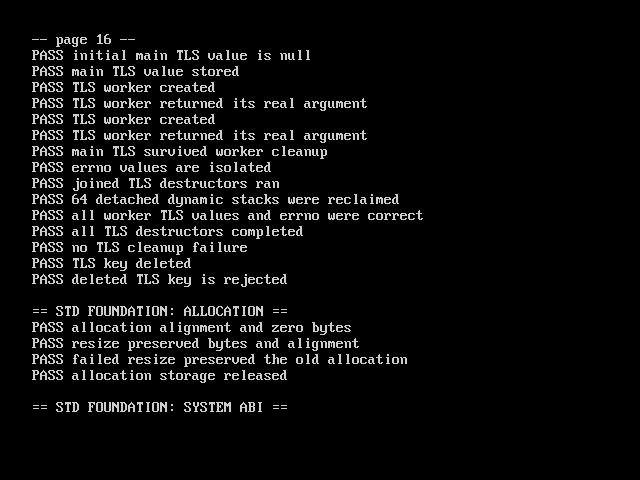 -- page 16 --
PASS initial main TLS value is null
PASS main TLS value stored
PASS TLS worker created
PASS TLS worker returned its real argument
PASS TLS worker created
PASS TLS worker returned its real argument
PASS main TLS survived worker cleanup
PASS errno values are isolated
PASS joined TLS destructors ran
PASS 64 detached dynamic stacks were reclaimed
PASS all worker TLS values and errno were correct
PASS all TLS destructors completed
PASS no TLS cleanup failure
PASS TLS key deleted
PASS deleted TLS key is rejected
== STD FOUNDATION: ALLOCATION ==
PASS allocation alignment and zero bytes
PASS resize preserved bytes and alignment
PASS failed resize preserved the old allocation
PASS allocation storage released
== STD FOUNDATION: SYSTEM ABI ==